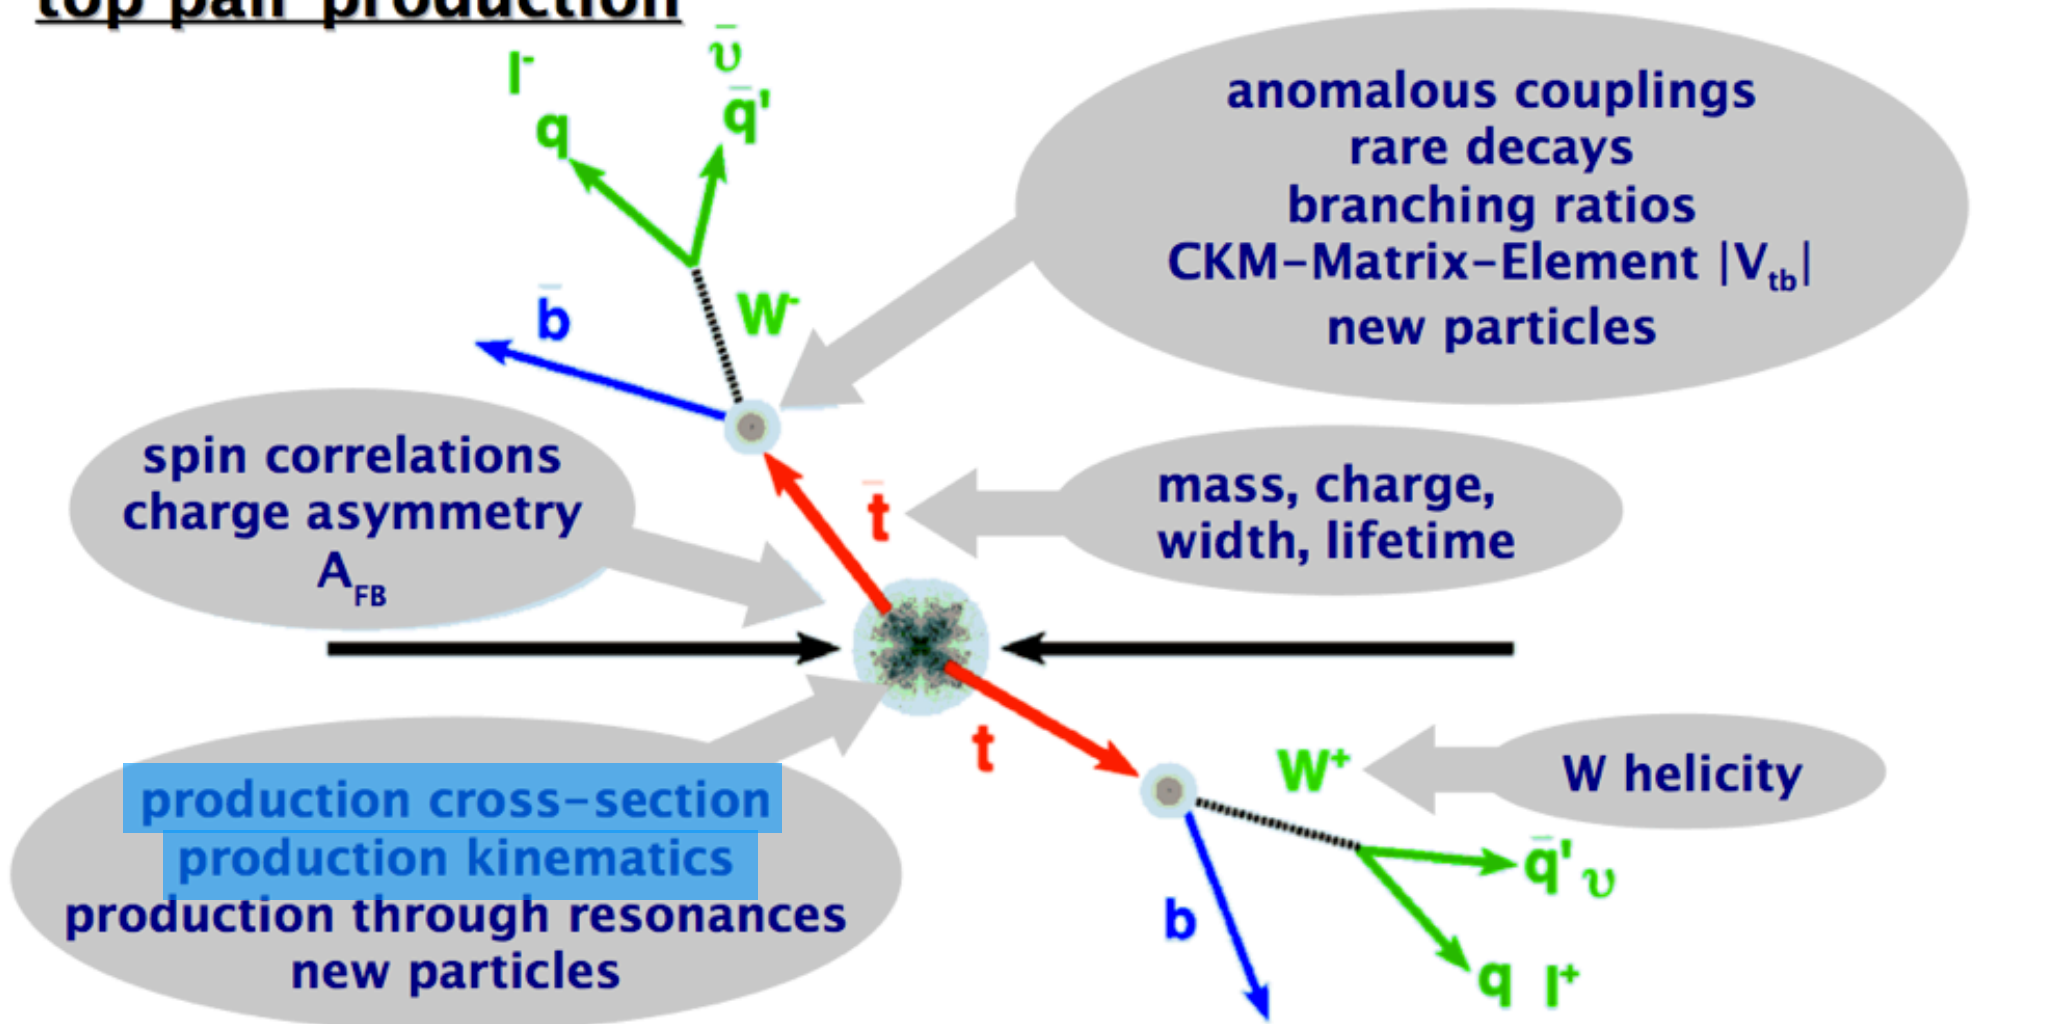 top pair production
l⁻
ῡ
q
q̄'
anomalous couplings
rare decays
branching ratios
CKM-Matrix-Element |Vtb|
new particles
b̄
W⁻
spin correlations
charge asymmetry
AFB
t̄
mass, charge,
width, lifetime
t
W⁺
W helicity
production cross-section
production kinematics
production through resonances
new particles
b
q̄' υ
q l⁺